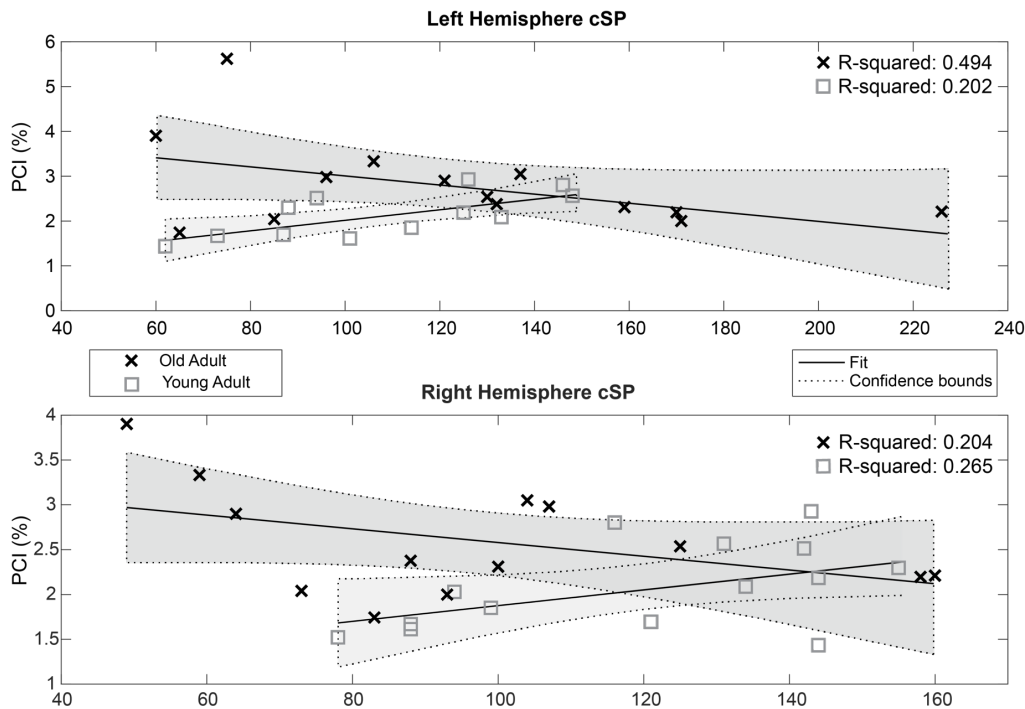 Left Hemisphere cSP
6
5
4
3
2
1
0
PCI (%)
R-squared: 0.494
R-squared: 0.202
40 60 80 100 120 140 160 180 200 220 240
Old Adult
Young Adult
Fit
Confidence bounds
Right Hemisphere cSP
4
3.5
3
2.5
2
1.5
1
PCI (%)
R-squared: 0.204
R-squared: 0.265
40 60 80 100 120 140 160